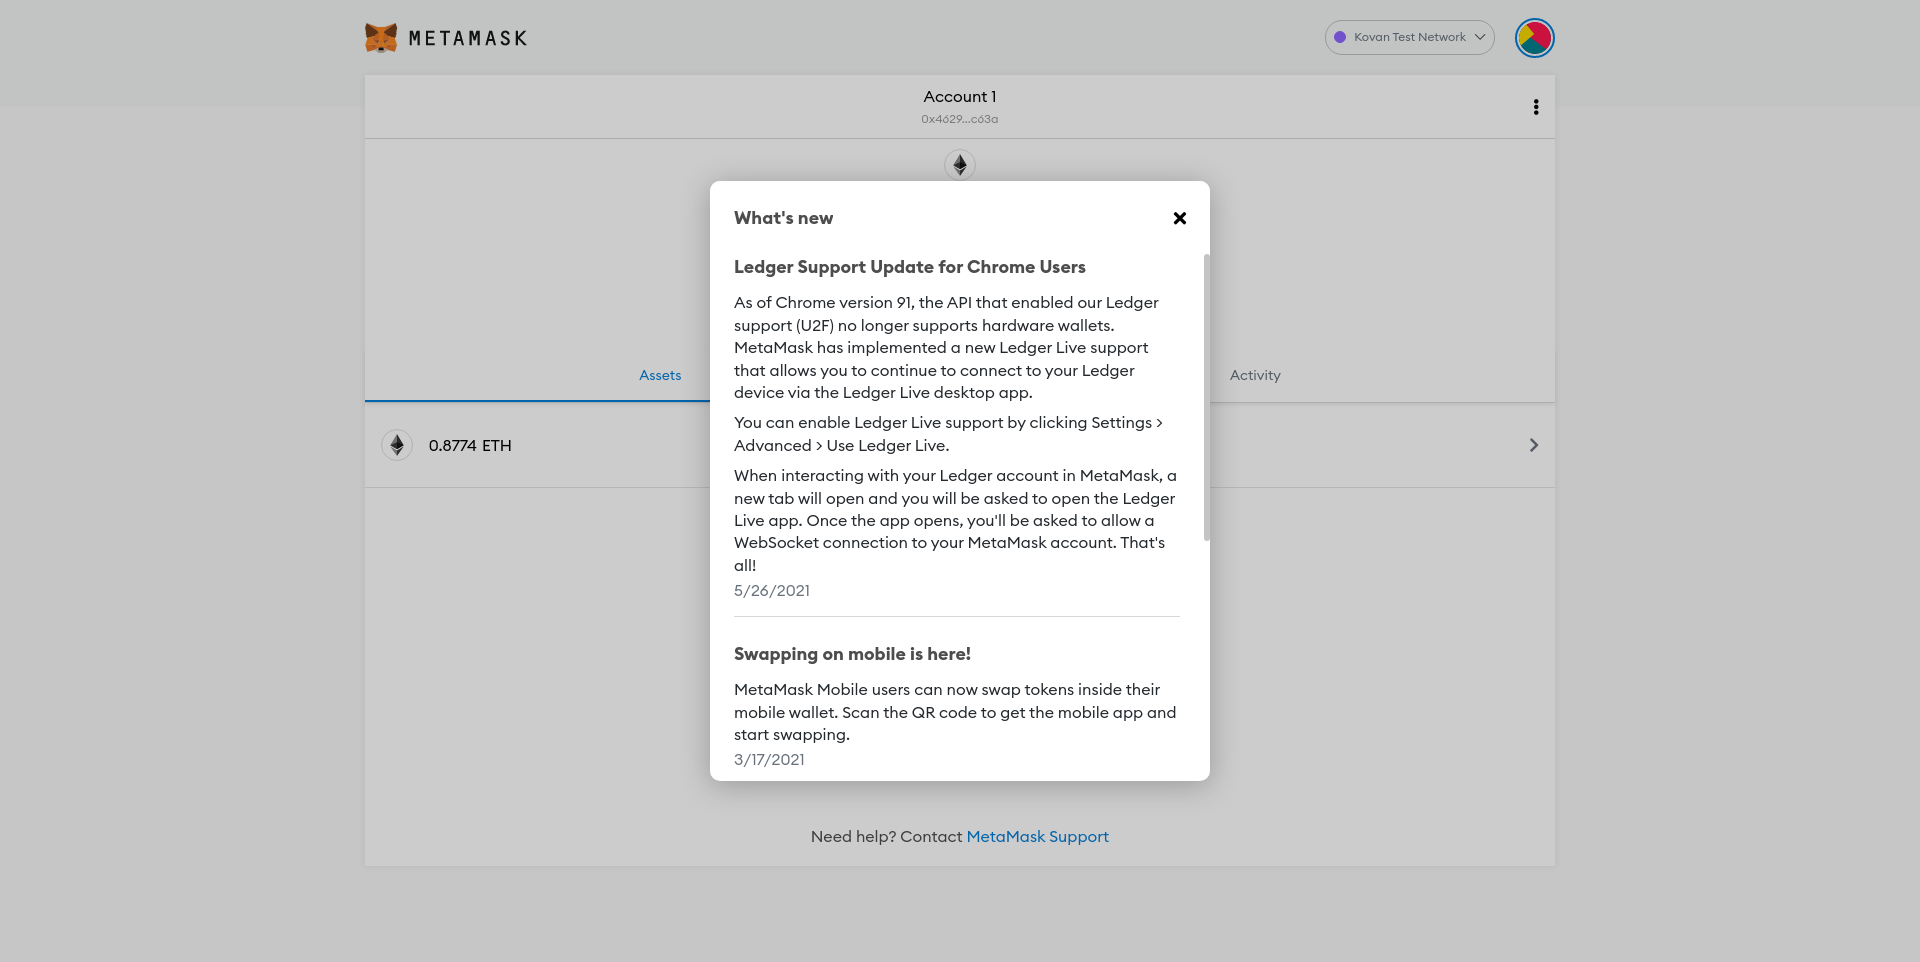 METAMASK
Kovan Test Network
Account 1
0x4629...c63a
What's new
Ledger Support Update for Chrome Users
As of Chrome version 91, the API that enabled our Ledger
support (U2F) no longer supports hardware wallets.
MetaMask has implemented a new Ledger Live support
that allows you to continue to connect to your Ledger
device via the Ledger Live desktop app.
You can enable Ledger Live support by clicking Settings >
Advanced > Use Ledger Live.
When interacting with your Ledger account in MetaMask, a
new tab will open and you will be asked to open the Ledger
Live app. Once the app opens, you'll be asked to allow a
WebSocket connection to your MetaMask account. That's
all!
5/26/2021
Swapping on mobile is here!
MetaMask Mobile users can now swap tokens inside their
mobile wallet. Scan the QR code to get the mobile app and
start swapping.
3/17/2021
Assets
Activity
0.8774 ETH
Need help? Contact MetaMask Support